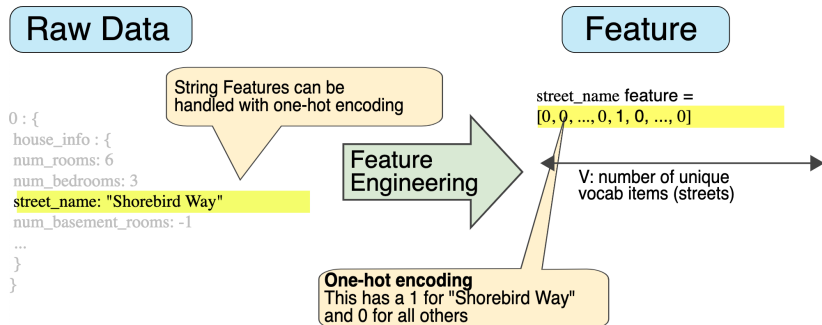 Raw Data
Feature
String Features can be
handled with one-hot encoding
0 : {
house_info : {
num_rooms: 6
num_bedrooms: 3
street_name: "Shorebird Way"
num_basement_rooms: -1
...
}
}
Feature
Engineering
street_name feature =
[0, 0, ..., 0, 1, 0, ..., 0]
V: number of unique
vocab items (streets)
One-hot encoding
This has a 1 for "Shorebird Way"
and 0 for all others